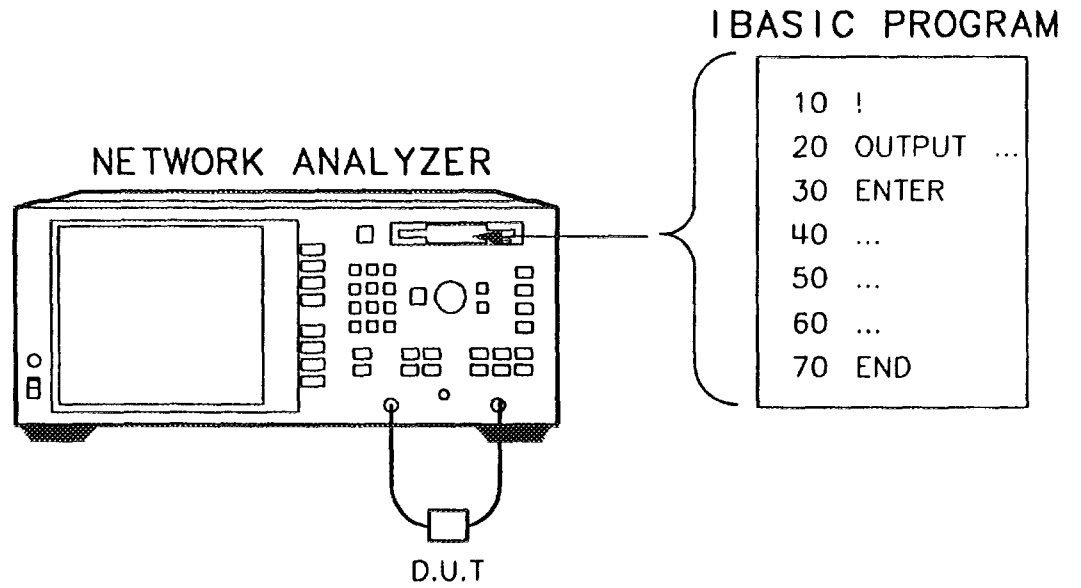 IBASIC PROGRAM
10 !
20 OUTPUT ...
30 ENTER
40 ...
50 ...
60 ...
70 END
NETWORK ANALYZER
D.U.T